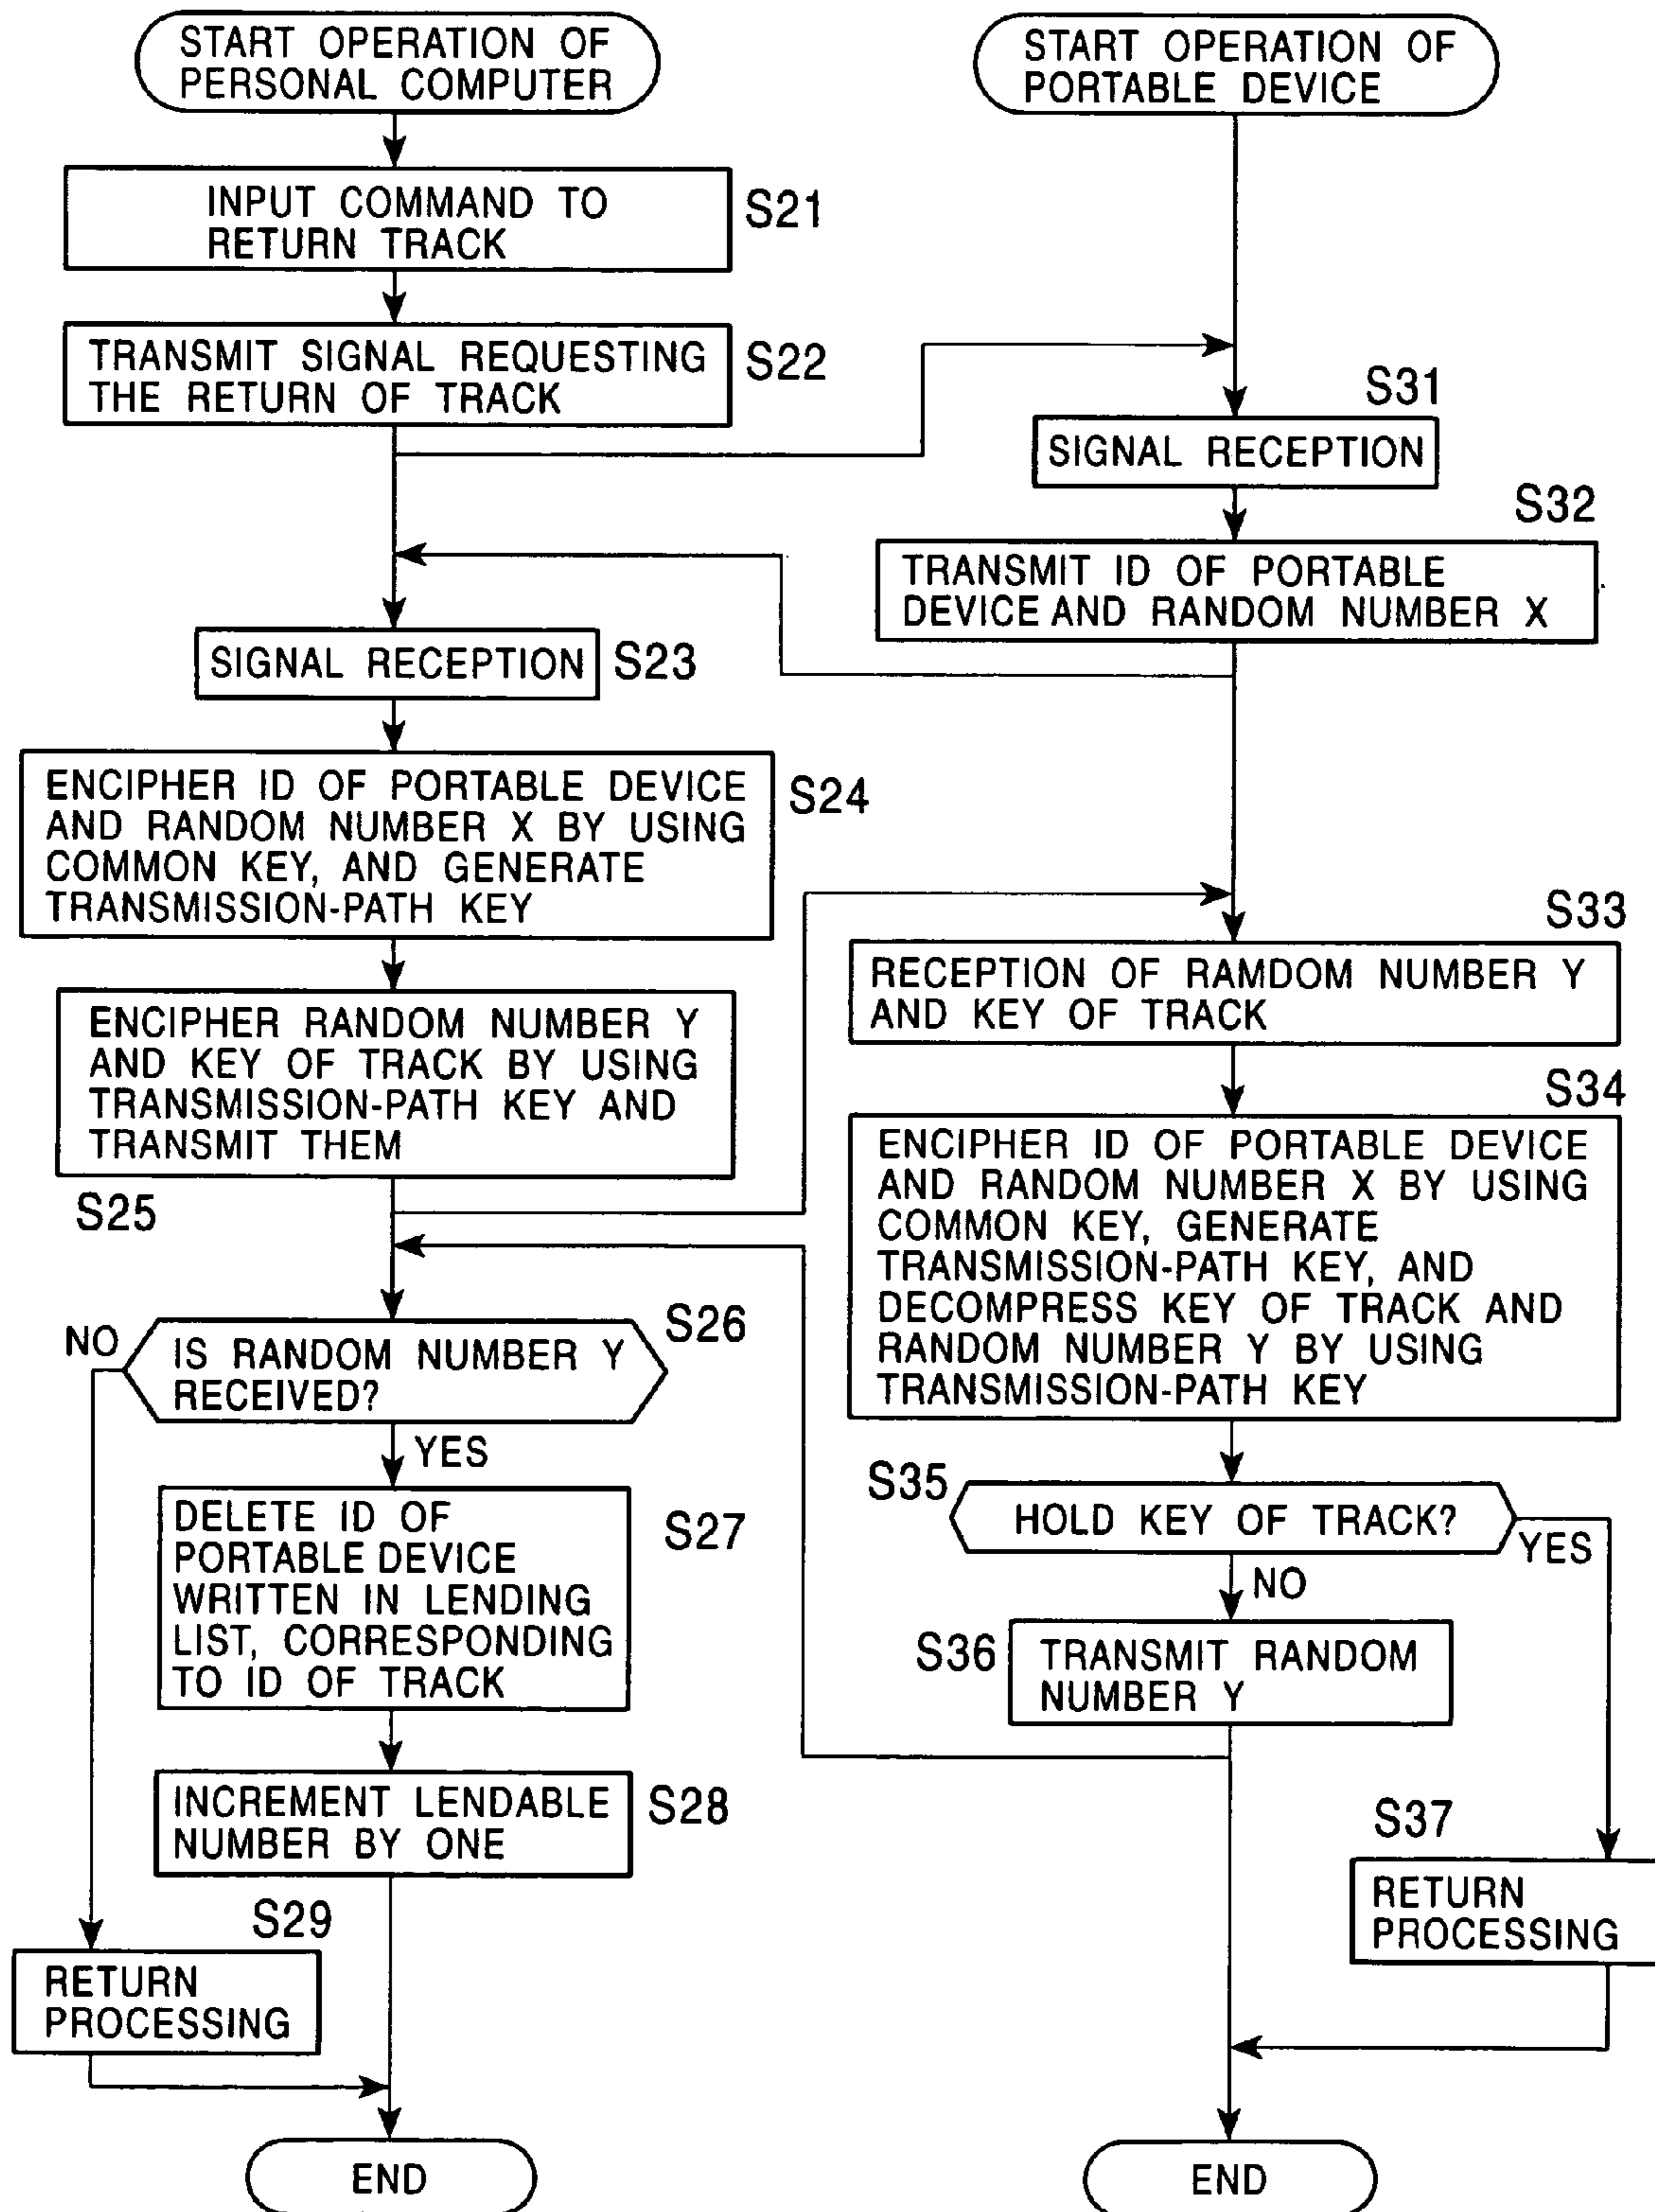 START OPERATION OF
PERSONAL COMPUTER
INPUT COMMAND TO
RETURN TRACK
S21
TRANSMIT SIGNAL REQUESTING
THE RETURN OF TRACK
S22
SIGNAL RECEPTION
S23
ENCIPHER ID OF PORTABLE DEVICE
AND RANDOM NUMBER X BY USING
COMMON KEY, AND GENERATE
TRANSMISSION-PATH KEY
S24
ENCIPHER RANDOM NUMBER Y
AND KEY OF TRACK BY USING
TRANSMISSION-PATH KEY AND
TRANSMIT THEM
S25
IS RANDOM NUMBER Y
RECEIVED?
S26
NO
YES
DELETE ID OF
PORTABLE DEVICE
WRITTEN IN LENDING
LIST, CORRESPONDING
TO ID OF TRACK
S27
INCREMENT LENDABLE
NUMBER BY ONE
S28
S29
RETURN
PROCESSING
END
START OPERATION OF
PORTABLE DEVICE
S31
SIGNAL RECEPTION
S32
TRANSMIT ID OF PORTABLE
DEVICE AND RANDOM NUMBER X
S33
RECEPTION OF RAMDOM NUMBER Y
AND KEY OF TRACK
S34
ENCIPHER ID OF PORTABLE DEVICE
AND RANDOM NUMBER X BY USING
COMMON KEY, GENERATE
TRANSMISSION-PATH KEY, AND
DECOMPRESS KEY OF TRACK AND
RANDOM NUMBER Y BY USING
TRANSMISSION-PATH KEY
S35
HOLD KEY OF TRACK?
YES
NO
S36
TRANSMIT RANDOM
NUMBER Y
S37
RETURN
PROCESSING
END